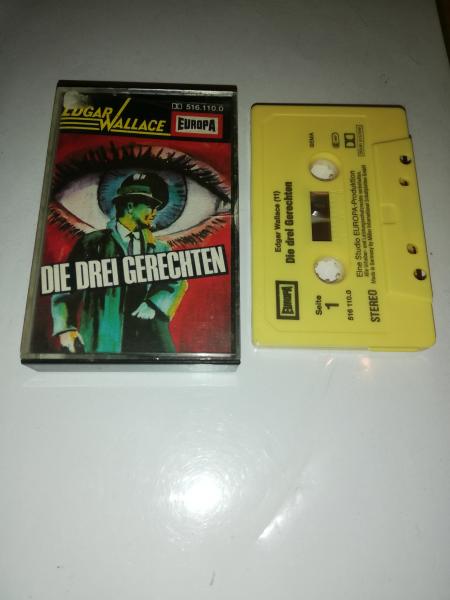 EDGAR
WALLACE
516.110.0
EUROPA
DIE DREI GERECHTEN
Edgar Wallace (11)
Die drei Gerechten
EUROPA
Seite
1
516 110.0
STEREO
Eine Studio EUROPA-Produktion
GEMA